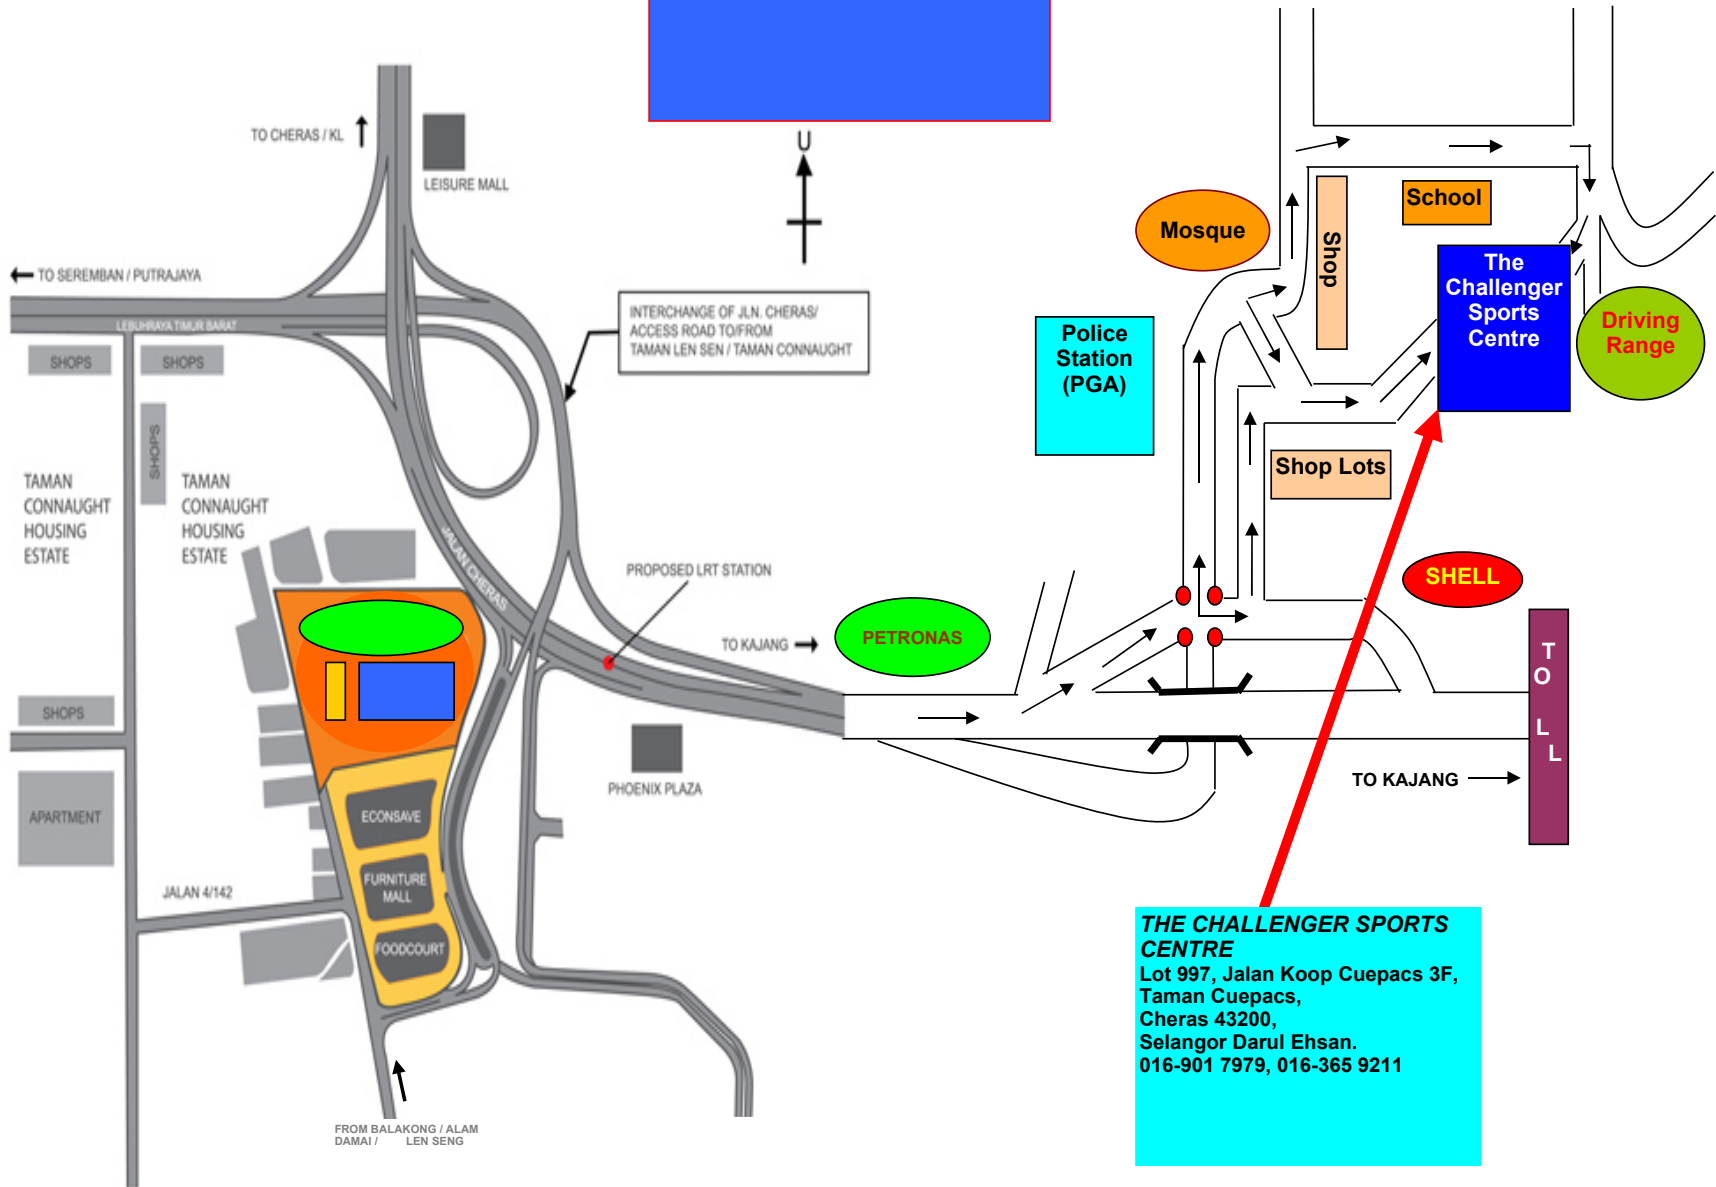 TO CHERAS / KL
LEISURE MALL
U
TO SEREMBAN / PUTRAJAYA
LEBUHRAYA TIMUR BARAT
SHOPS
SHOPS
SHOPS
INTERCHANGE OF JLN. CHERAS/
ACCESS ROAD TO/FROM
TAMAN LEN SEN / TAMAN CONNAUGHT
TAMAN
CONNAUGHT
HOUSING
ESTATE
TAMAN
CONNAUGHT
HOUSING
ESTATE
JALAN CHERAS
PROPOSED LRT STATION
TO KAJANG
SHOPS
PHOENIX PLAZA
APARTMENT
ECONSAVE
FURNITURE
MALL
FOODCOURT
JALAN 4/142
FROM BALAKONG / ALAM
DAMAI / LEN SENG
Mosque
Shop
School
The
Challenger
Sports
Centre
Driving
Range
Police
Station
(PGA)
Shop Lots
SHELL
PETRONAS
TOLL
TO KAJANG
THE CHALLENGER SPORTS
CENTRE
Lot 997, Jalan Koop Cuepacs 3F,
Taman Cuepacs,
Cheras 43200,
Selangor Darul Ehsan.
016-901 7979, 016-365 9211